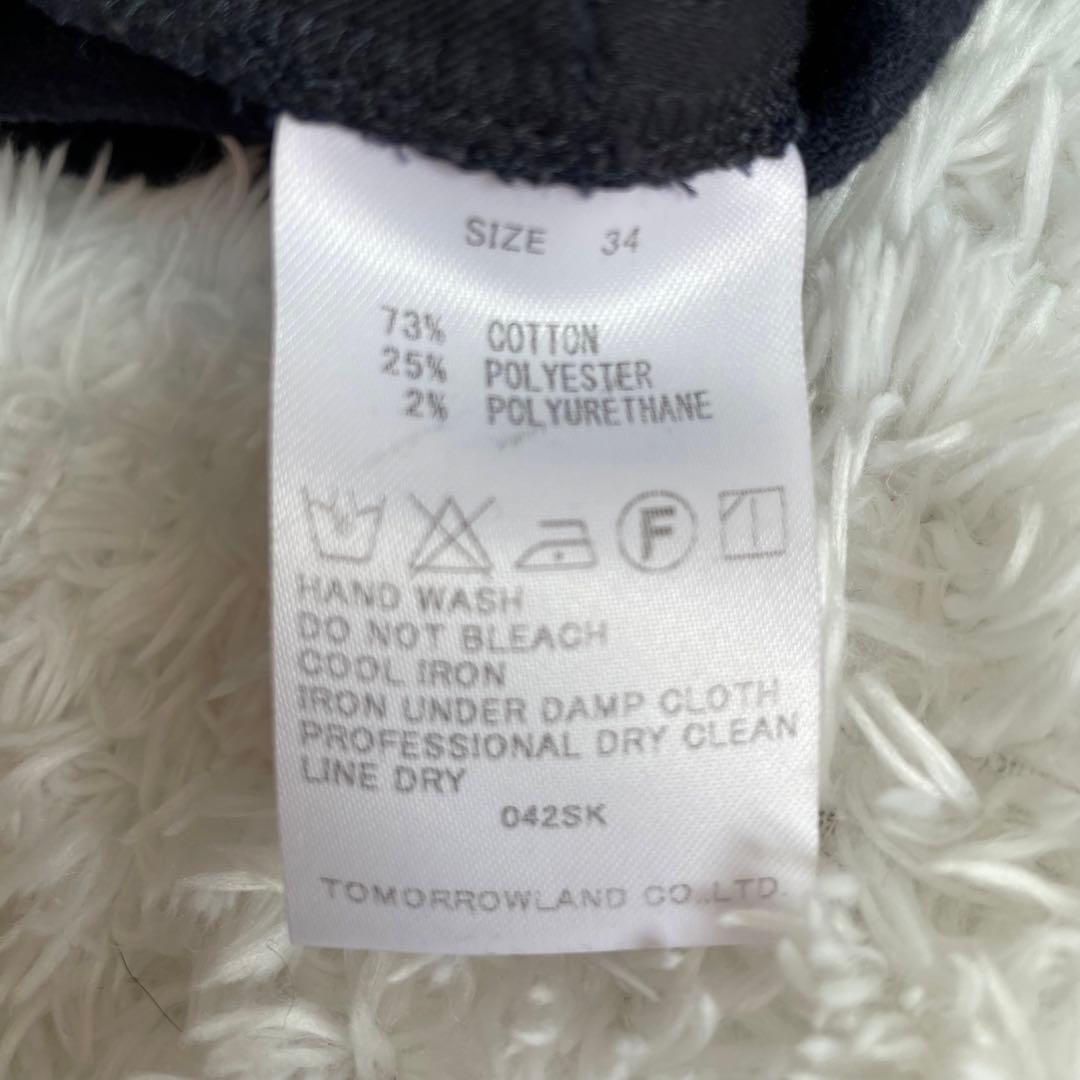 SIZE 34
73% COTTON
25% POLYESTER
2% POLYURETHANE
F
HAND WASH
DO NOT BLEACH
COOL IRON
IRON UNDER DAMP CLOTH
PROFESSIONAL DRY CLEAN
LINE DRY
042SK
TOMORROWLAND CO.,LTD.